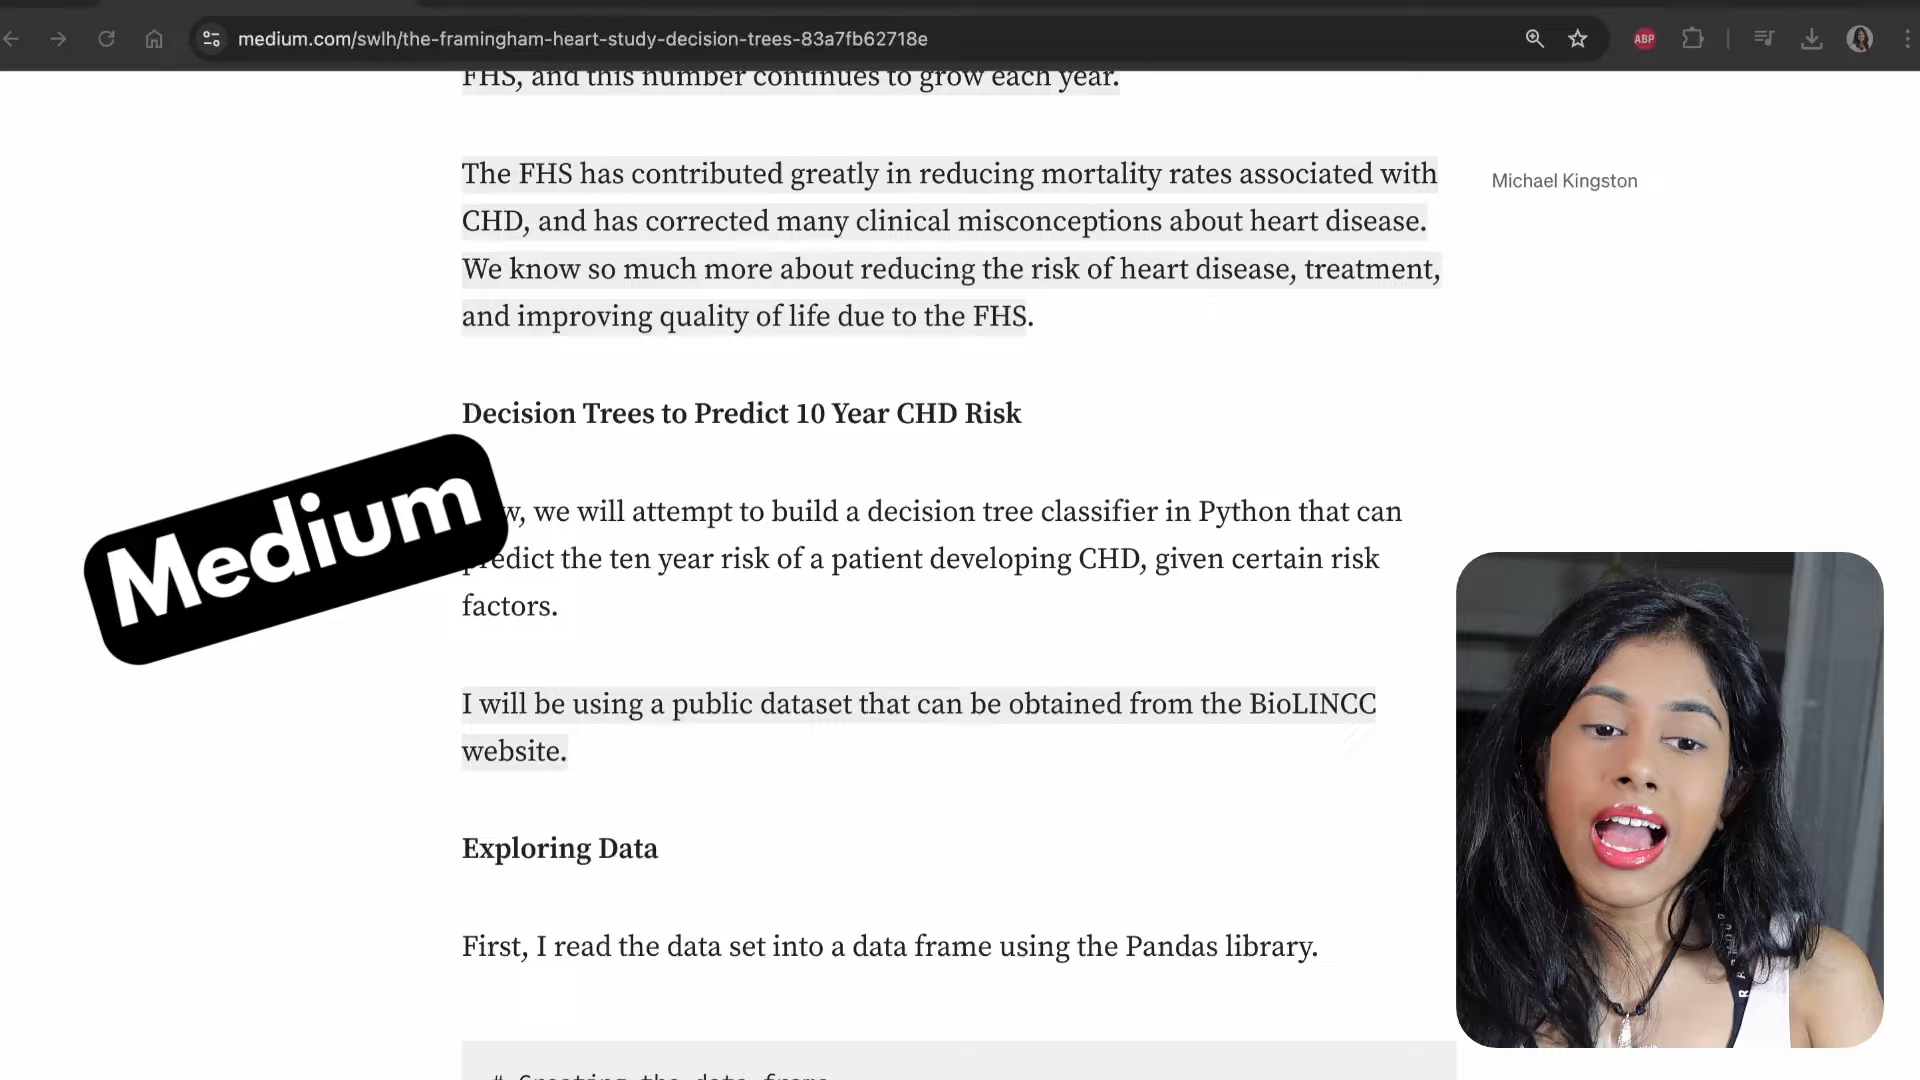 medium.com/swlh/the-framingham-heart-study-decision-trees-83a7fb62718e
ABP
FHS, and this number continues to grow each year.
The FHS has contributed greatly in reducing mortality rates associated with
CHD, and has corrected many clinical misconceptions about heart disease.
We know so much more about reducing the risk of heart disease, treatment,
and improving quality of life due to the FHS.
Michael Kingston
Decision Trees to Predict 10 Year CHD Risk
Medium
we will attempt to build a decision tree classifier in Python that can
predict the ten year risk of a patient developing CHD, given certain risk
factors.
I will be using a public dataset that can be obtained from the BioLINCC
website.
Exploring Data
First, I read the data set into a data frame using the Pandas library.
# Creating the data frame